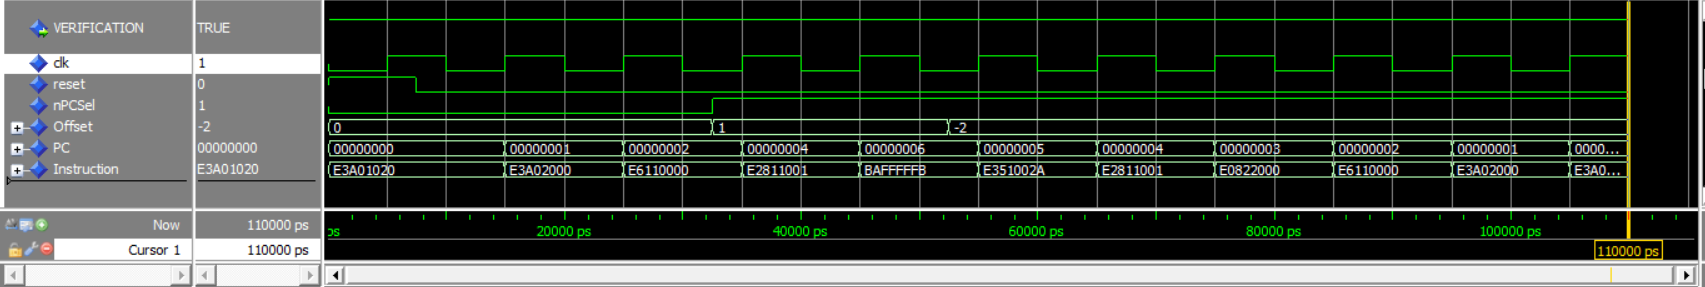 VERIFICATION TRUE
clk 1
reset 0
nPCSel 1
Offset -2 0 1 -2
PC 00000000 00000000 00000001 00000002 00000004 00000006 00000005 00000004 00000003 00000002 00000001 0000...
Instruction E3A01020 E3A01020 E3A02000 E6110000 E2811001 BAFFFFFB E351002A E2811001 E0822000 E6110000 E3A02000 E3A0...
Now 110000 ps ps 20000 ps 40000 ps 60000 ps 80000 ps 100000 ps
Cursor 1 110000 ps 110000 ps